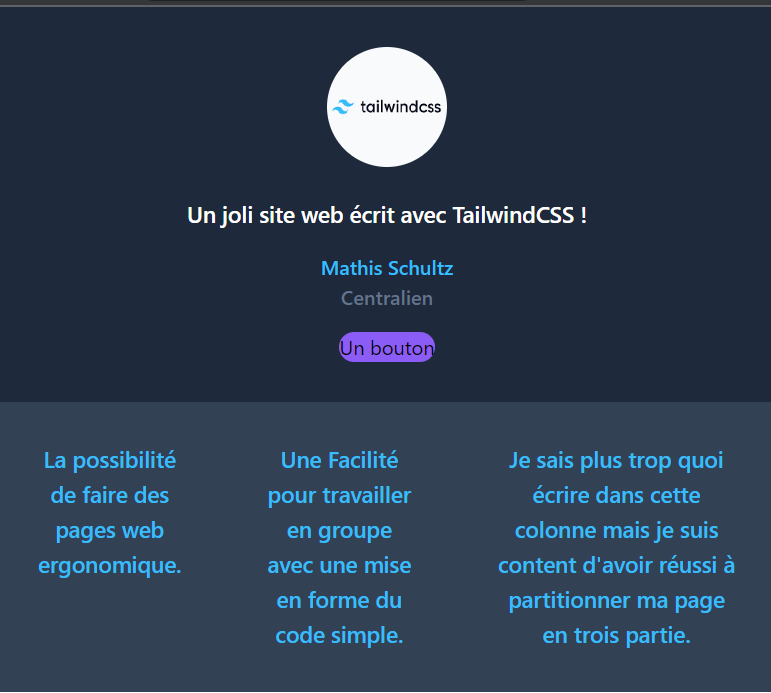 tailwindcss
Un joli site web écrit avec TailwindCSS !
Mathis Schultz
Centralien
Un bouton
La possibilité
de faire des
pages web
ergonomique.
Une Facilité
pour travailler
en groupe
avec une mise
en forme du
code simple.
Je sais plus trop quoi
écrire dans cette
colonne mais je suis
content d'avoir réussi à
partitionner ma page
en trois partie.